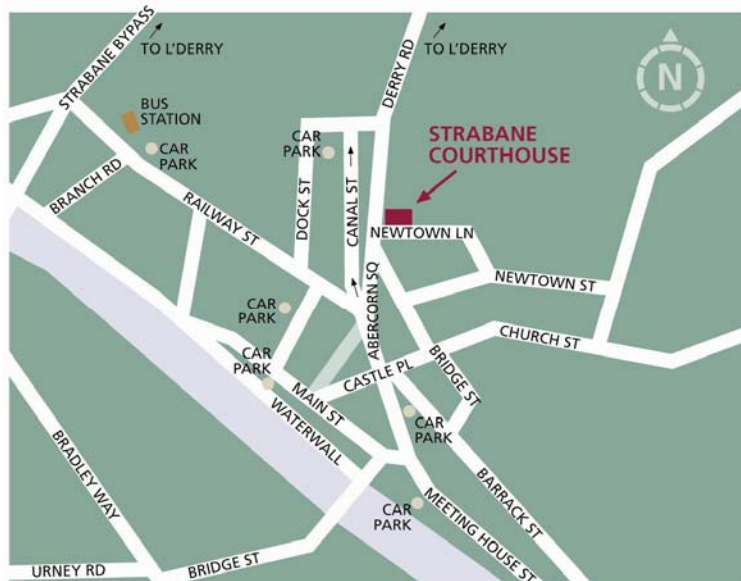 TO L'DERRY
TO L'DERRY
N
STRABANE BYPASS
DERRY RD
BUS
STATION
CAR
PARK
CAR
PARK
STRABANE
COURTHOUSE
BRANCH RD
RAILWAY ST
DOCK ST
CANAL ST
NEWTOWN LN
NEWTOWN ST
ABERCORN SQ
CAR
PARK
CHURCH ST
CASTLE PL
BRIDGE ST
CAR
PARK
MAIN ST
WATERWALL
CAR
PARK
BARRACK ST
BRADLEY WAY
CAR
PARK
MEETING HOUSE ST
URNEY RD
BRIDGE ST